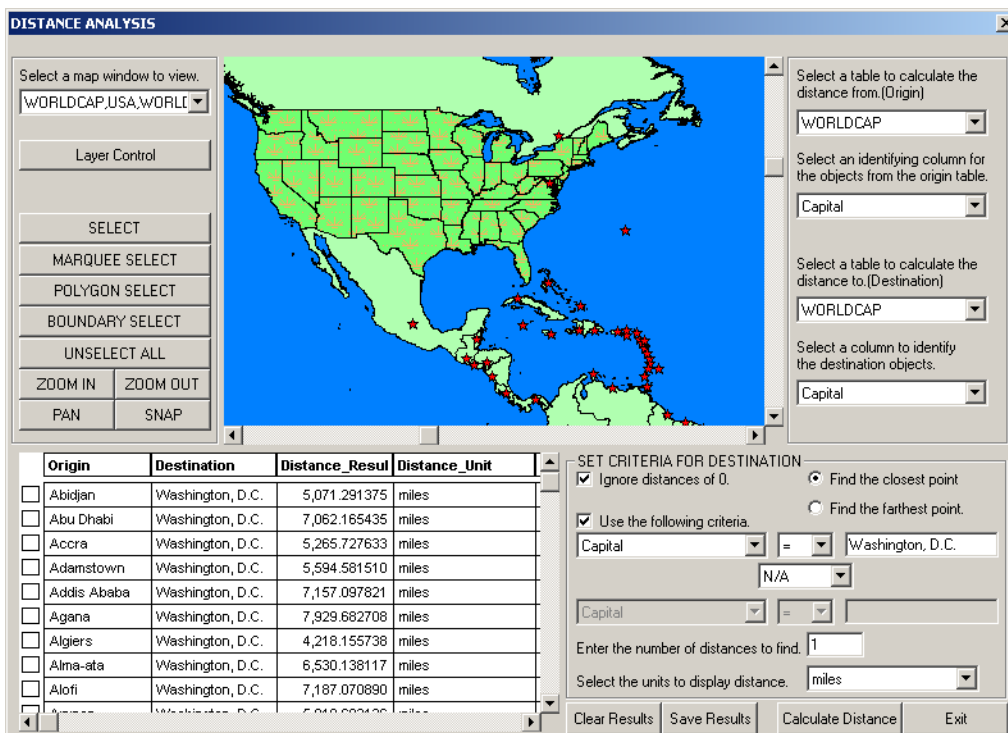 DISTANCE ANALYSIS
Select a map window to view.
WORLDCAP,USA,WORL
Layer Control
SELECT
MARQUEE SELECT
POLYGON SELECT
BOUNDARY SELECT
UNSELECT ALL
ZOOM IN ZOOM OUT
PAN SNAP
Select a table to calculate the
distance from.(Origin)
WORLDCAP
Select an identifying column for
the objects from the origin table.
Capital
Select a table to calculate the
distance to.(Destination)
WORLDCAP
Select a column to identify
the destination objects.
Capital
Origin Destination Distance_Resul Distance_Unit
Abidjan Washington, D.C. 5,071.291375 miles
Abu Dhabi Washington, D.C. 7,062.165435 miles
Accra Washington, D.C. 5,265.727633 miles
Adamstown Washington, D.C. 5,594.581510 miles
Addis Ababa Washington, D.C. 7,157.097821 miles
Agana Washington, D.C. 7,929.682708 miles
Algiers Washington, D.C. 4,218.155738 miles
Alma-ata Washington, D.C. 6,530.138117 miles
Alofi Washington, D.C. 7,187.070890 miles
SET CRITERIA FOR DESTINATION
Ignore distances of 0. Find the closest point
Find the farthest point.
Use the following criteria.
Capital = Washington, D.C.
N/A
Capital =
Enter the number of distances to find. 1
Select the units to display distance. miles
Clear Results Save Results Calculate Distance Exit